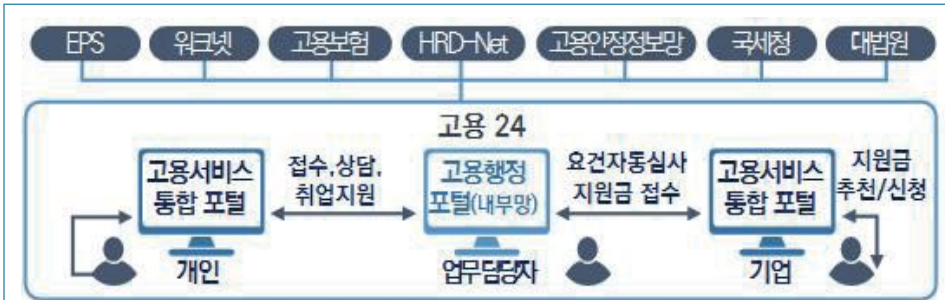 EPS
워크넷
고용보험
HRD-Net
고용안정정보망
국세청
대법원
고용 24
고용서비스
통합 포털
개인
접수,상담,
취업지원
고용행정
포털(내부망)
업무담당자
요건자동심사
지원금 접수
고용서비스
통합 포털
기업
지원금
추천/신청